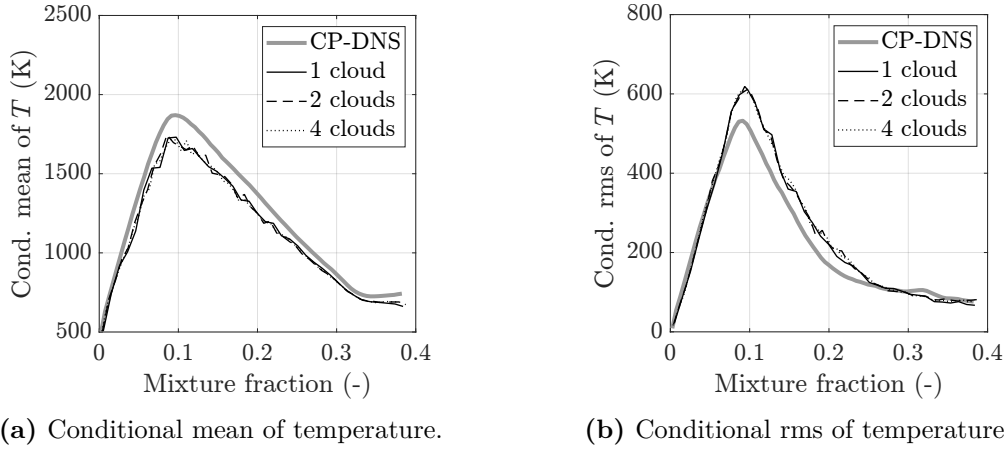 2500
2000
1500
1000
500
0
0.1
0.2
0.3
0.4
Cond. mean of T (K)
Mixture fraction (-)
CP-DNS
1 cloud
2 clouds
4 clouds
(a) Conditional mean of temperature.
800
600
400
200
0
0
0.1
0.2
0.3
0.4
Cond. rms of T (K)
Mixture fraction (-)
CP-DNS
1 cloud
2 clouds
4 clouds
(b) Conditional rms of temperature